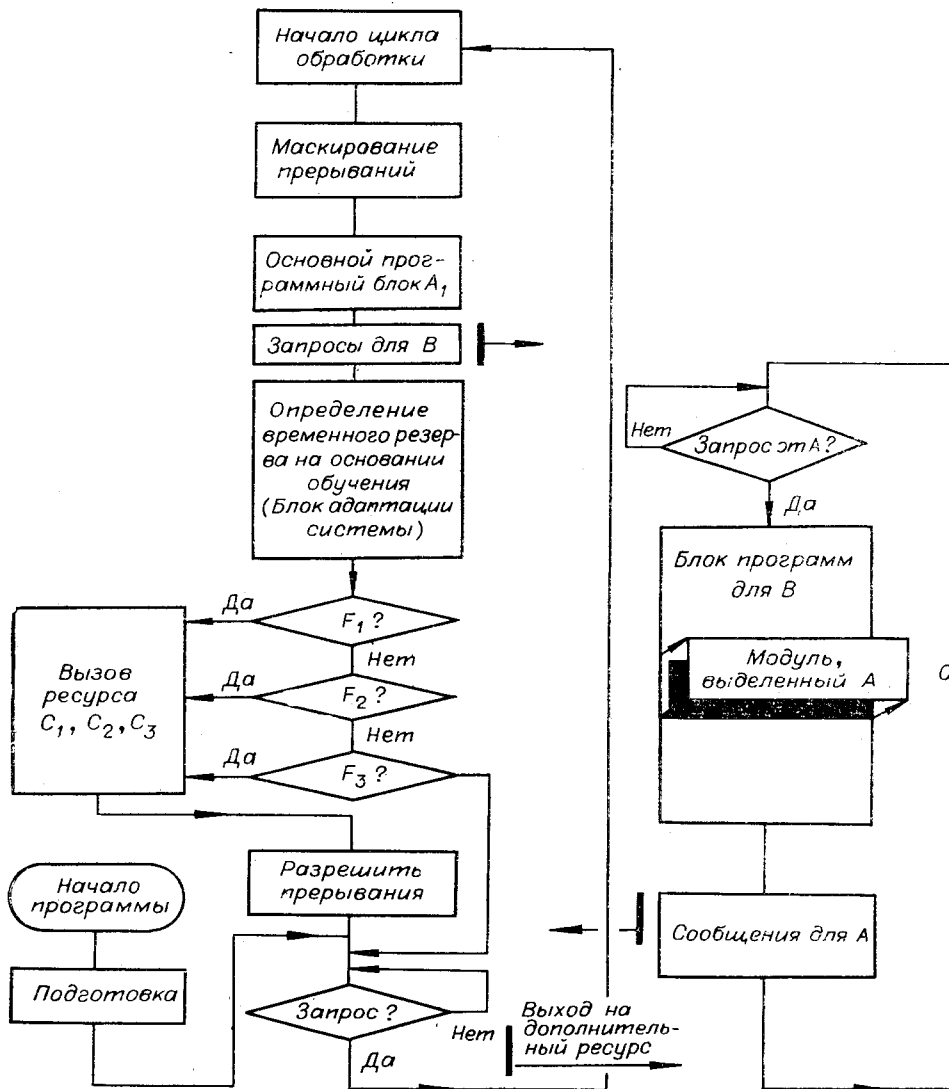 Начало цикла
обработки
Маскирование
прерываний
Основной про-
граммный блок A₁
Запросы для В
Определение
временного резер-
ва на основании
обучения
(Блок адаптации
системы)
F₁ ?
Да
Нет
F₂ ?
Да
Нет
F₃ ?
Да
Вызов
ресурса
C₁, C₂, C₃
Разрешить
прерывания
Начало
программы
Подготовка
Запрос ?
Нет
Да
Выход на
дополнитель-
ный ресурс
Запрос от А ?
Нет
Да
Блок программ
для В
Модуль,
выделенный А
С
Сообщения для А